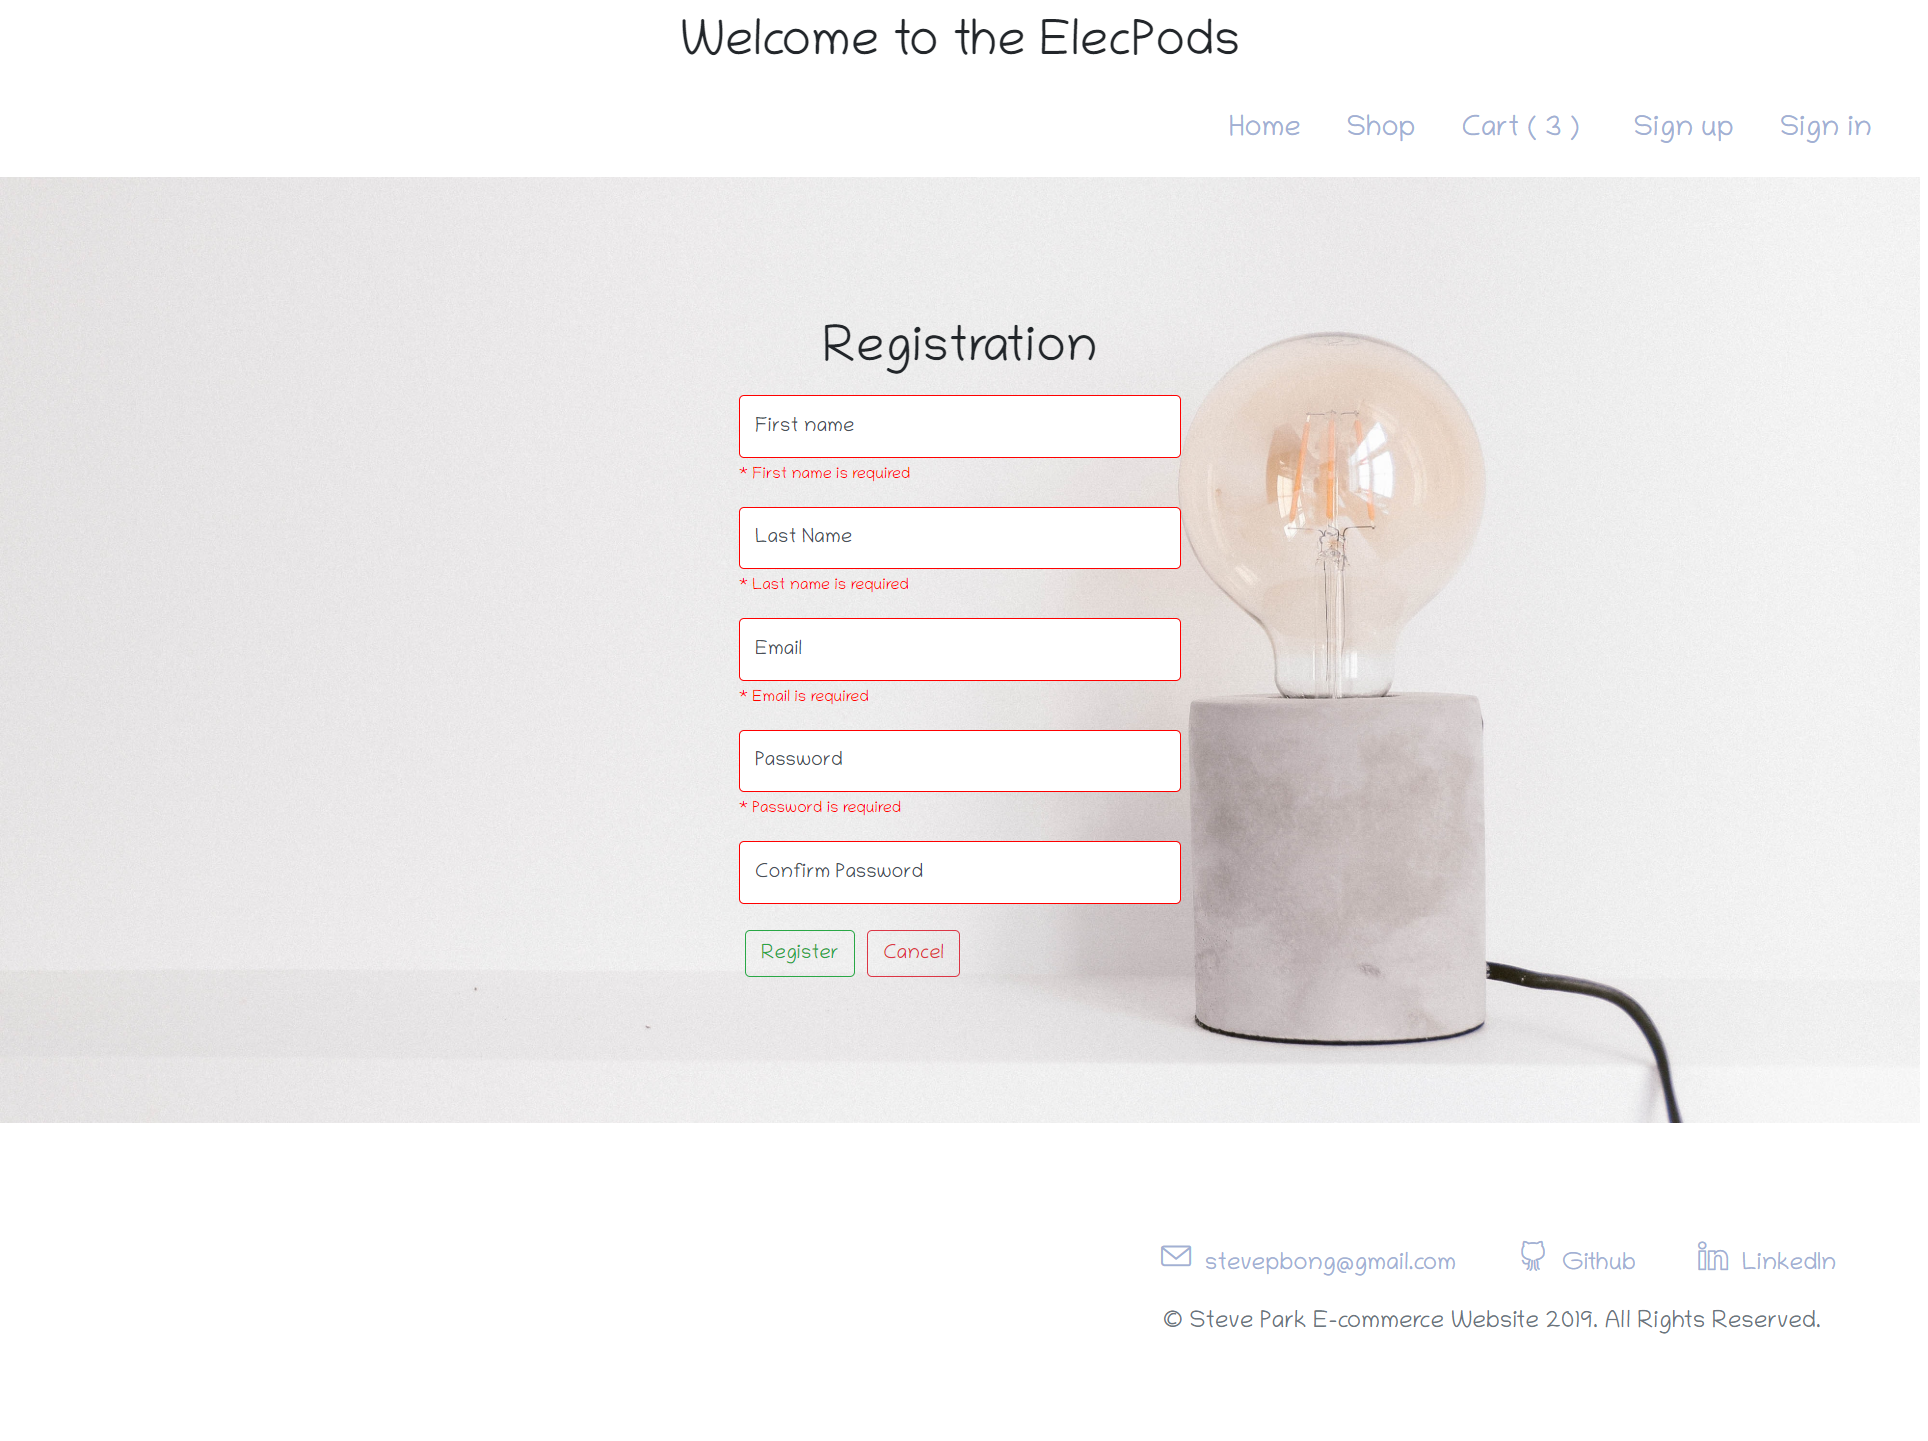 Welcome to the ElecPods
Home Shop Cart ( 3 ) Sign up Sign in
Registration
First name
* First name is required
Last Name
* Last name is required
Email
* Email is required
Password
* Password is required
Confirm Password
Register Cancel
stevepbong@gmail.com Github LinkedIn
© Steve Park E-commerce Website 2019. All Rights Reserved.